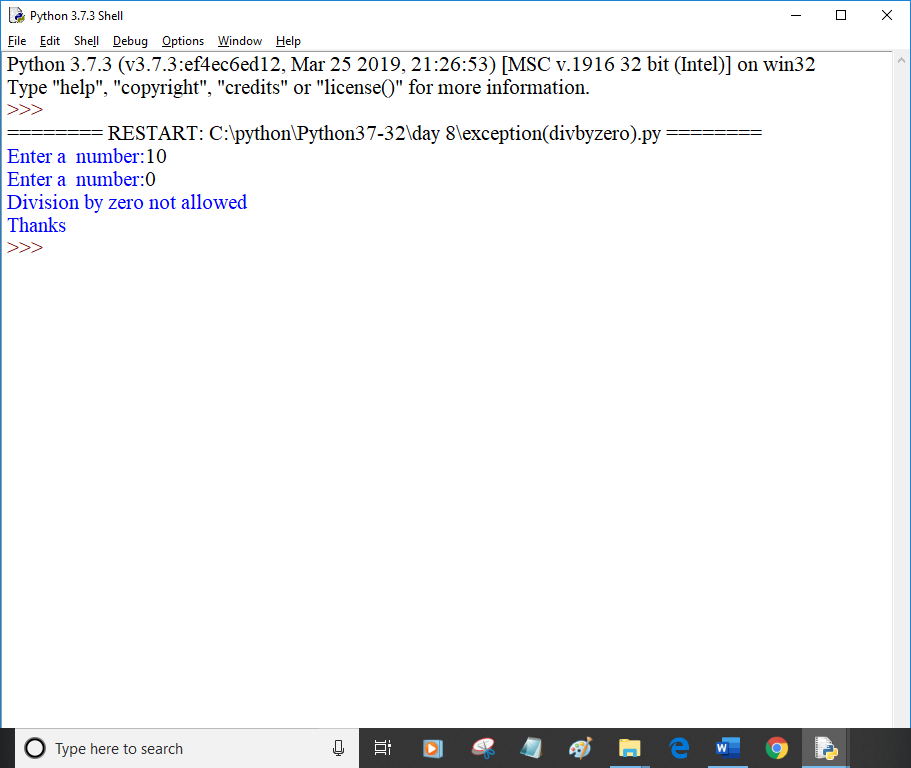 Python 3.7.3 Shell
File Edit Shell Debug Options Window Help
Python 3.7.3 (v3.7.3:ef4ec6ed12, Mar 25 2019, 21:26:53) [MSC v.1916 32 bit (Intel)] on win32
Type "help", "copyright", "credits" or "license()" for more information.
>>>
======== RESTART: C:\python\Python37-32\day 8\exception(divbyzero).py ========
Enter a  number:10
Enter a  number:0
Division by zero not allowed
Thanks
>>>
Type here to search